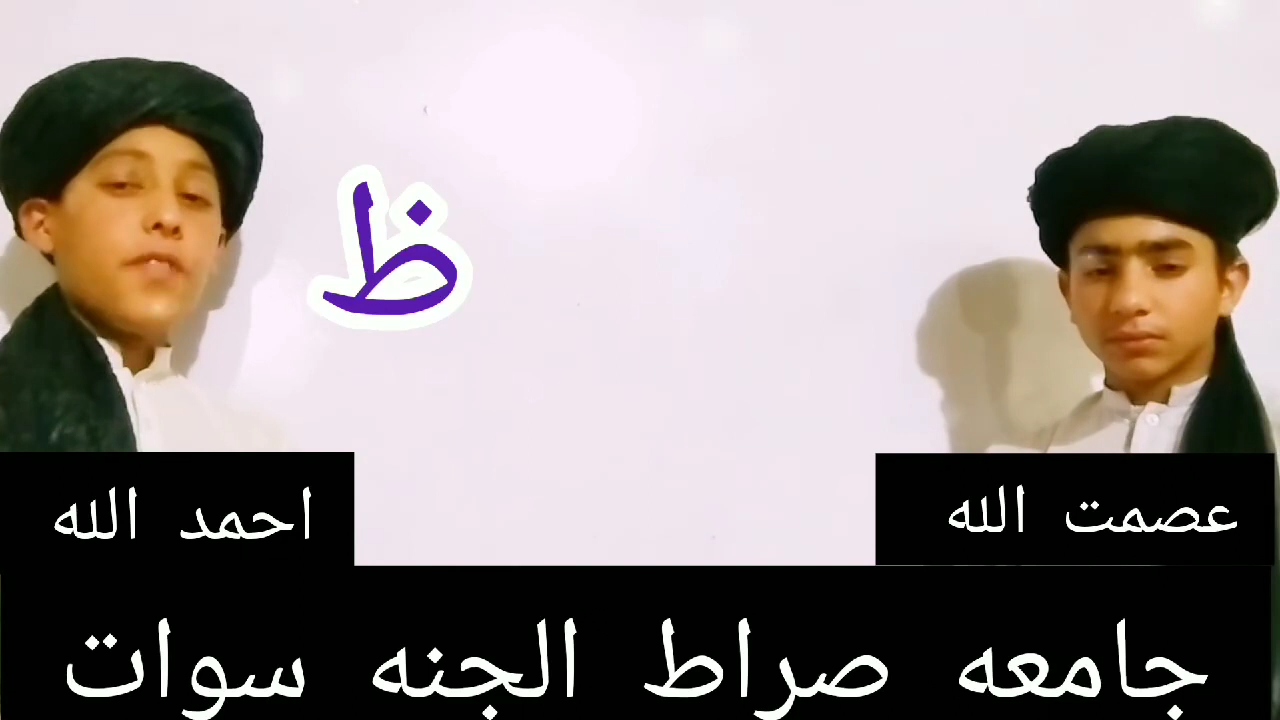 ظ
عصمت الله
احمد الله
جامعه صراط الجنه سوات